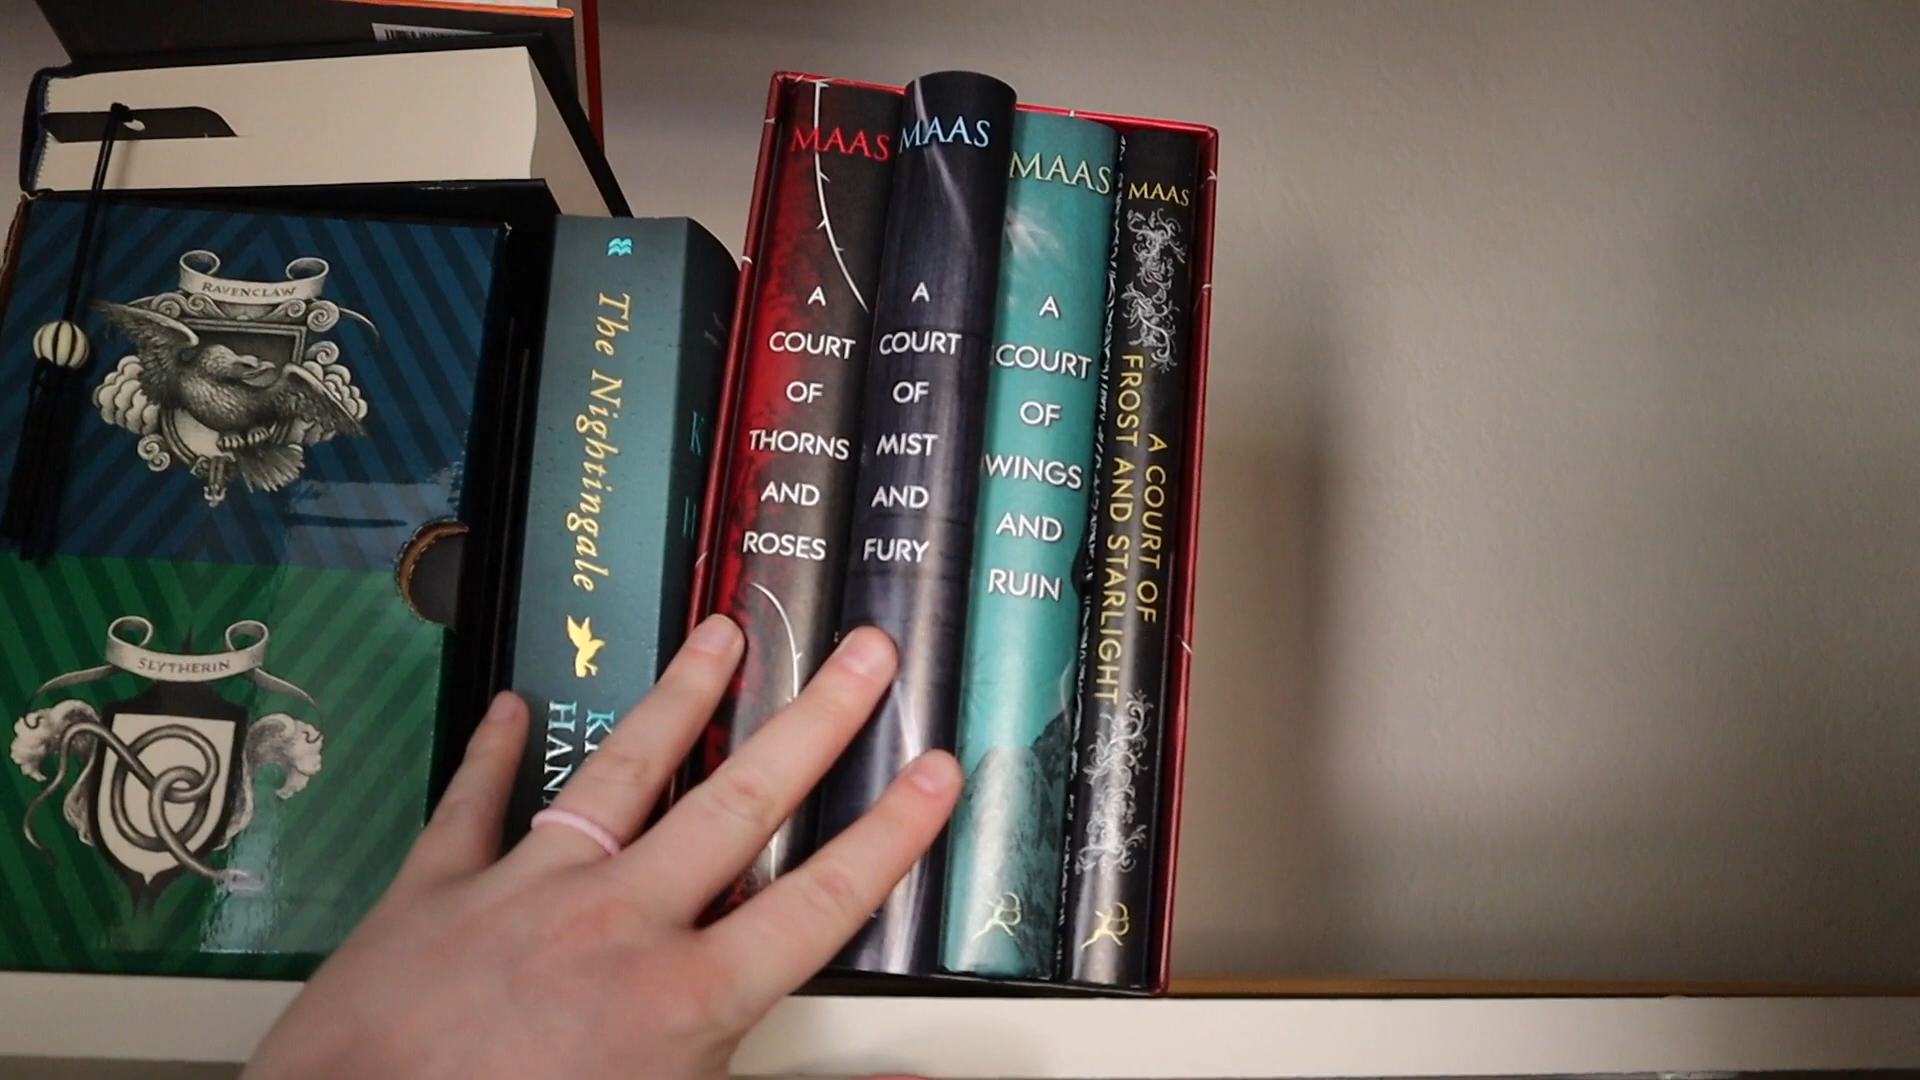 RAVENCLAW
SLYTHERIN
The Nightingale
HAN
MAAS
A
COURT
OF
THORNS
AND
ROSES
MAAS
A
COURT
OF
MIST
AND
FURY
MAAS
A
COURT
OF
WINGS
AND
RUIN
MAAS
A COURT OF
FROST AND STARLIGHT